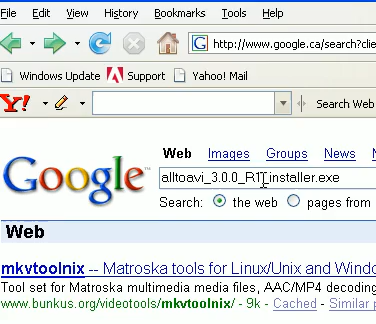 File Edit View History Bookmarks Tools Help
http://www.google.ca/search?clie
Windows Update Support Yahoo! Mail
Y! Search Web
Web Images Groups News
Google™
alltoavi_3.0.0_R1_installer.exe
Search: the web pages from
Web
mkvtoolnix -- Matroska tools for Linux/Unix and Windo
Tool set for Matroska multimedia media files, AAC/MP4 decoding
www.bunkus.org/videotools/mkvtoolnix/ - 9k - Cached - Similar p